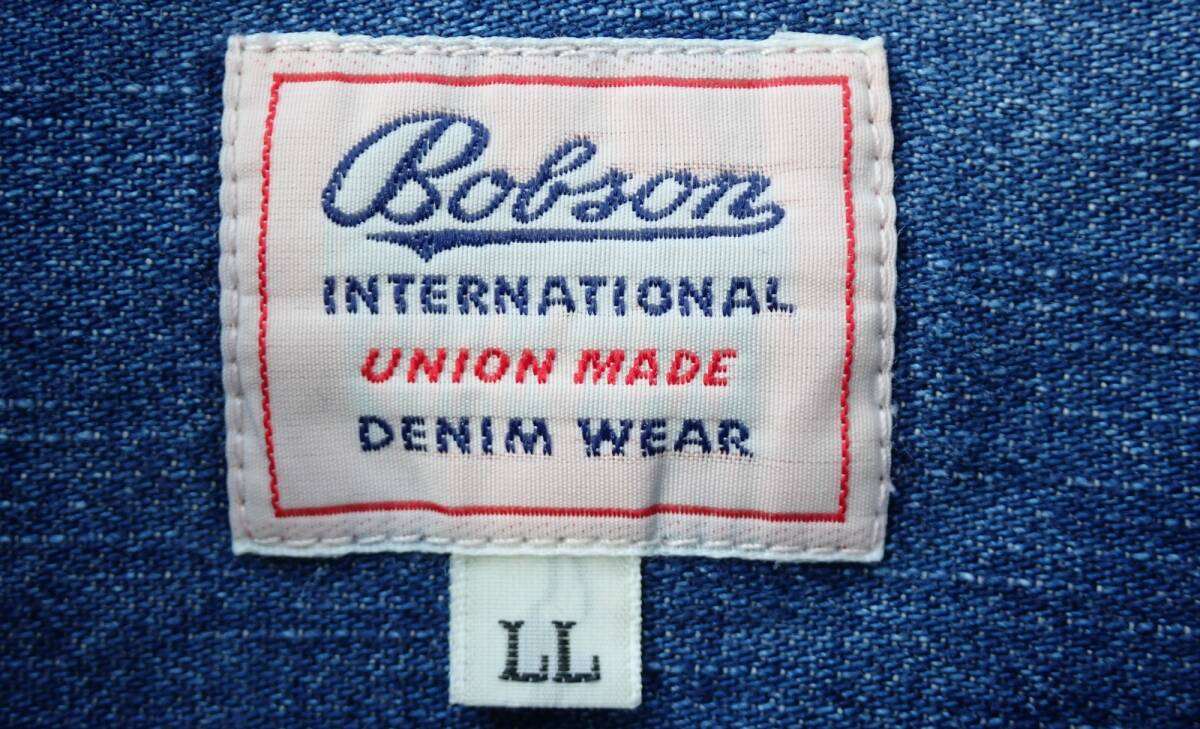 Bobson
INTERNATIONAL
UNION MADE
DENIM WEAR
LL